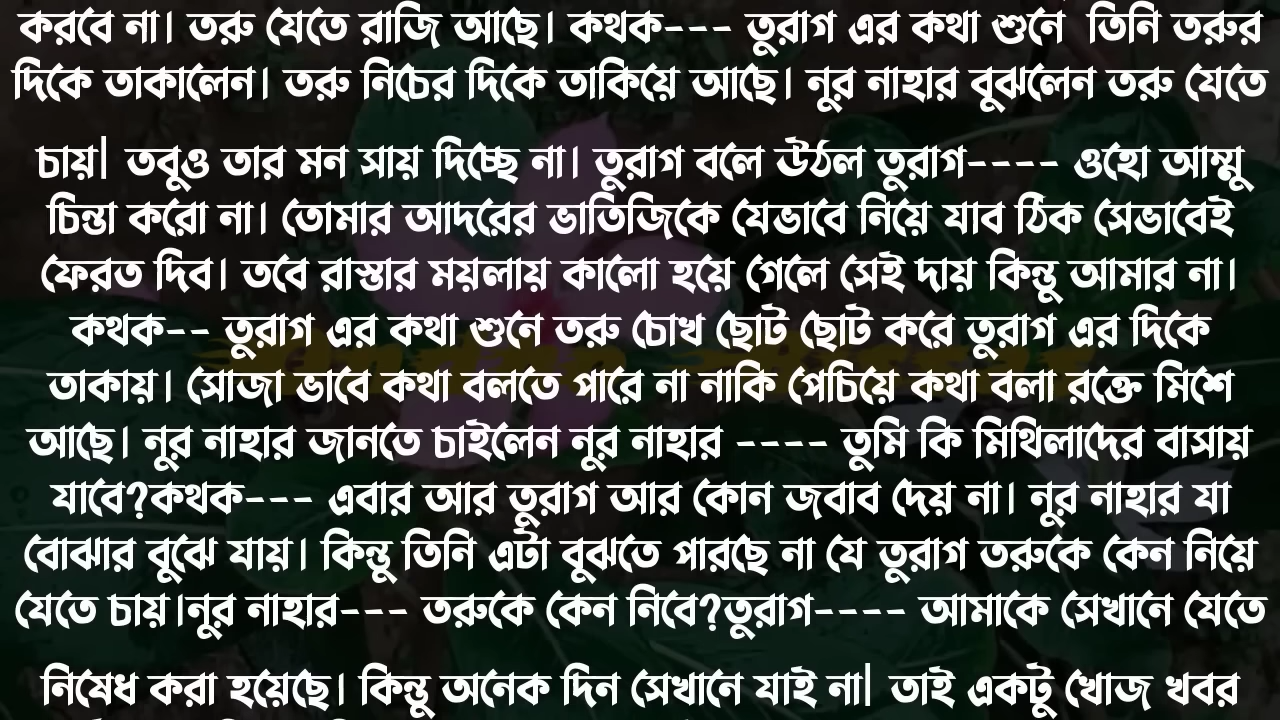 করবে না। তরু যেতে রাজি আছে। কথক--- তুরাগ এর কথা শুনে তিনি তরুর
দিকে তাকালেন। তরু নিচের দিকে তাকিয়ে আছে। নুর নাহার বুঝলেন তরু যেতে
চায়| তবুও তার মন সায় দিচ্ছে না। তুরাগ বলে উঠল তুরাগ---- ওহো আম্মু
চিন্তা করো না। তোমার আদরের ভাতিজিকে যেভাবে নিয়ে যাব ঠিক সেভাবেই
ফেরত দিব। তবে রাস্তার ময়লায় কালো হয়ে গেলে সেই দায় কিন্তু আমার না।
কথক-- তুরাগ এর কথা শুনে তরু চোখ ছোট ছোট করে তুরাগ এর দিকে
তাকায়। সোজা ভাবে কথা বলতে পারে না নাকি পেচিয়ে কথা বলা রক্তে মিশে
আছে। নুর নাহার জানতে চাইলেন নুর নাহার ---- তুমি কি মিথিলাদের বাসায়
যাবে?কথক--- এবার আর তুরাগ আর কোন জবাব দেয় না। নুর নাহার যা
বোঝার বুঝে যায়। কিন্তু তিনি এটা বুঝতে পারছে না যে তুরাগ তরুকে কেন নিয়ে
যেতে চায়।নুর নাহার--- তরুকে কেন নিবে?তুরাগ---- আমাকে সেখানে যেতে
নিষেধ করা হয়েছে। কিন্তু অনেক দিন সেখানে যাই না| তাই একটু খোজ খবর